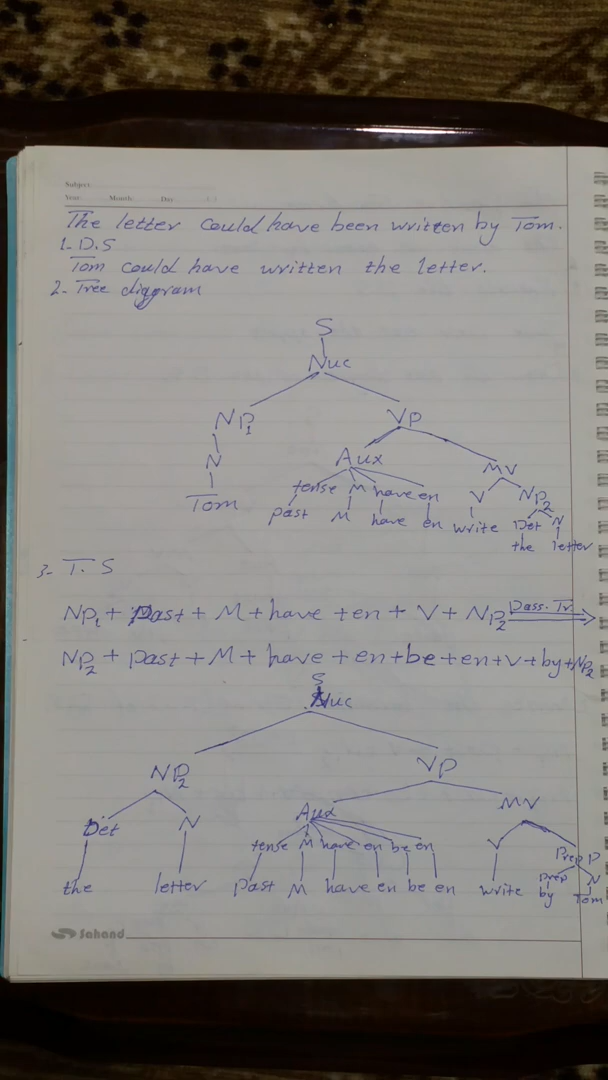 Subject:
Year: Month: Day:
The letter could have been written by Tom.
1- D.S
Tom could have written the letter.
2- Tree diagram
S
Nuc
NP1 VP
N Aux MV
Tom tense M have en V NP2
past M have en write Det N
the letter
3- T.S
NP1 + Past + M + have + en + V + NP2 Pass. Tr.
NP2 + past + M + have + en + be + en + V + by + NP2
S
Nuc
NP2 VP
Det N Aux MV
tense M have en be en V Prep P
the letter Past M have en be en write prep N
by Tom
Sahand